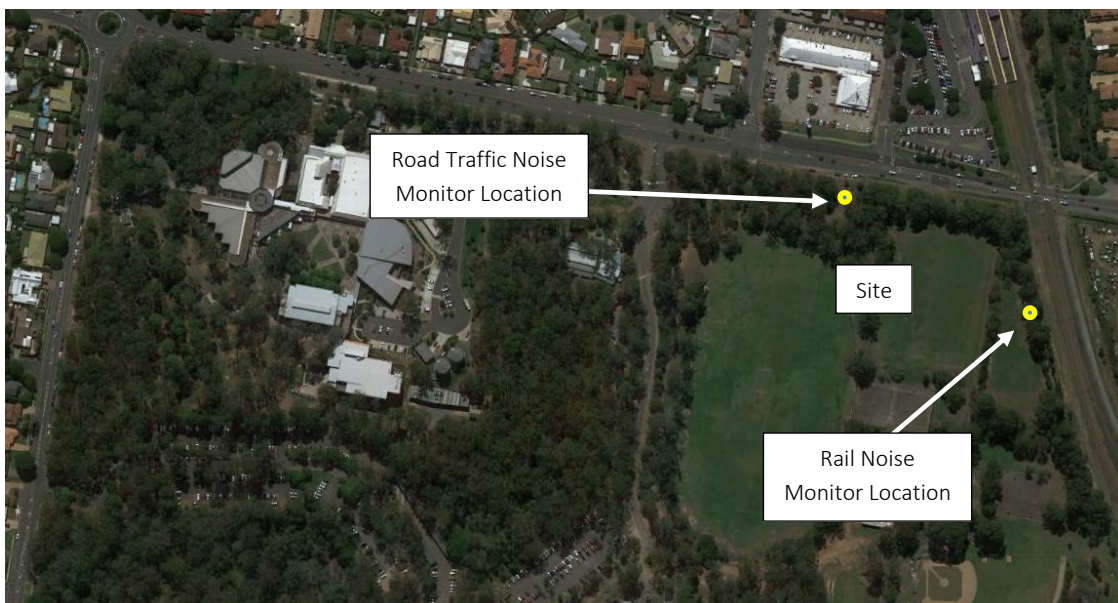 Road Traffic Noise
Monitor Location
Site
Rail Noise
Monitor Location